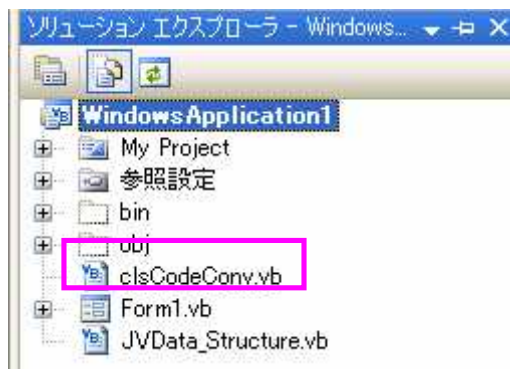 ソリューション エクスプローラ - Windows...
WindowsApplication1
My Project
参照設定
bin
obj
clsCodeConv.vb
Form1.vb
JVData_Structure.vb